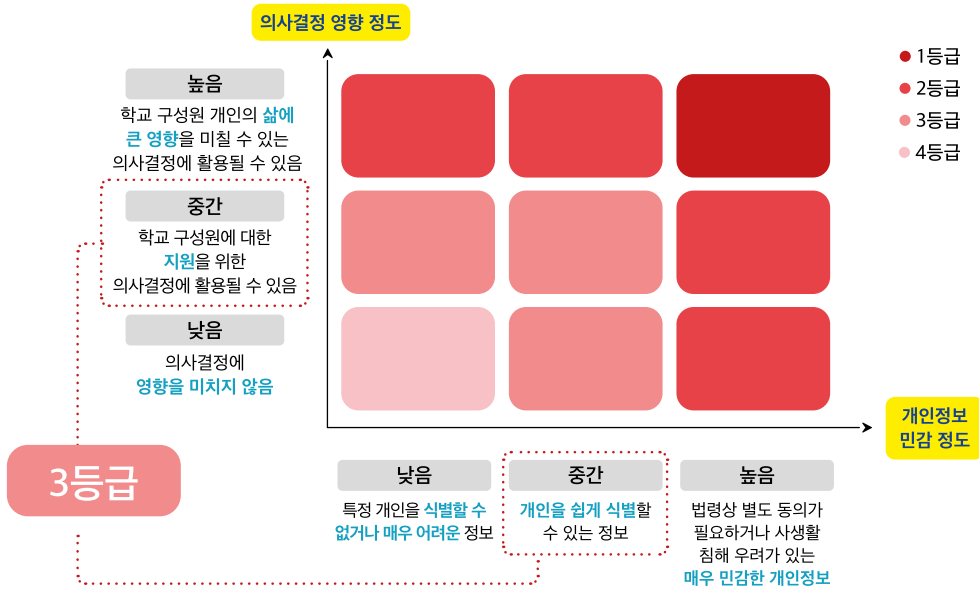 의사결정 영향 정도
1등급
2등급
3등급
4등급
높음
학교 구성원 개인의 삶에
큰 영향을 미칠 수 있는
의사결정에 활용될 수 있음
중간
학교 구성원에 대한
지원을 위한
의사결정에 활용될 수 있음
낮음
의사결정에
영향을 미치지 않음
개인정보
민감 정도
3등급
낮음
특정 개인을 식별할 수
없거나 매우 어려운 정보
중간
개인을 쉽게 식별할
수 있는 정보
높음
법령상 별도 동의가
필요하거나 사생활
침해 우려가 있는
매우 민감한 개인정보